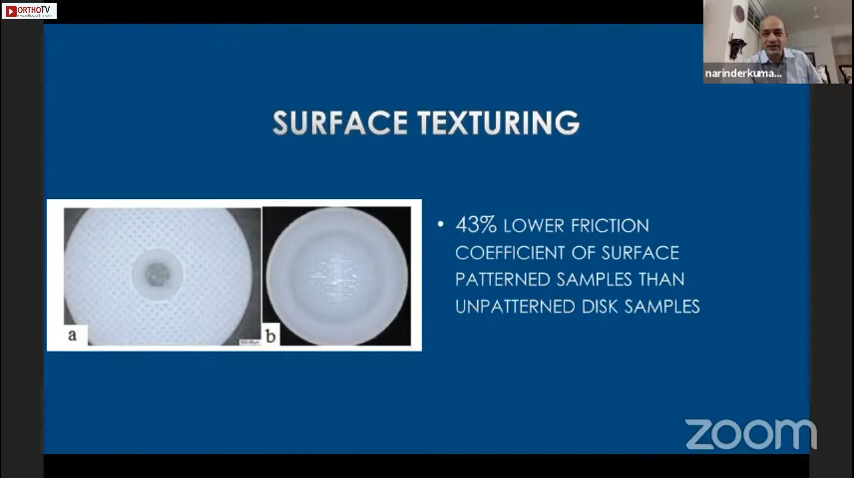 ORTHOTV
narinderkuma...
SURFACE TEXTURING
• 43% LOWER FRICTION
COEFFICIENT OF SURFACE
PATTERNED SAMPLES THAN
UNPATTERNED DISK SAMPLES
a
b
zoom